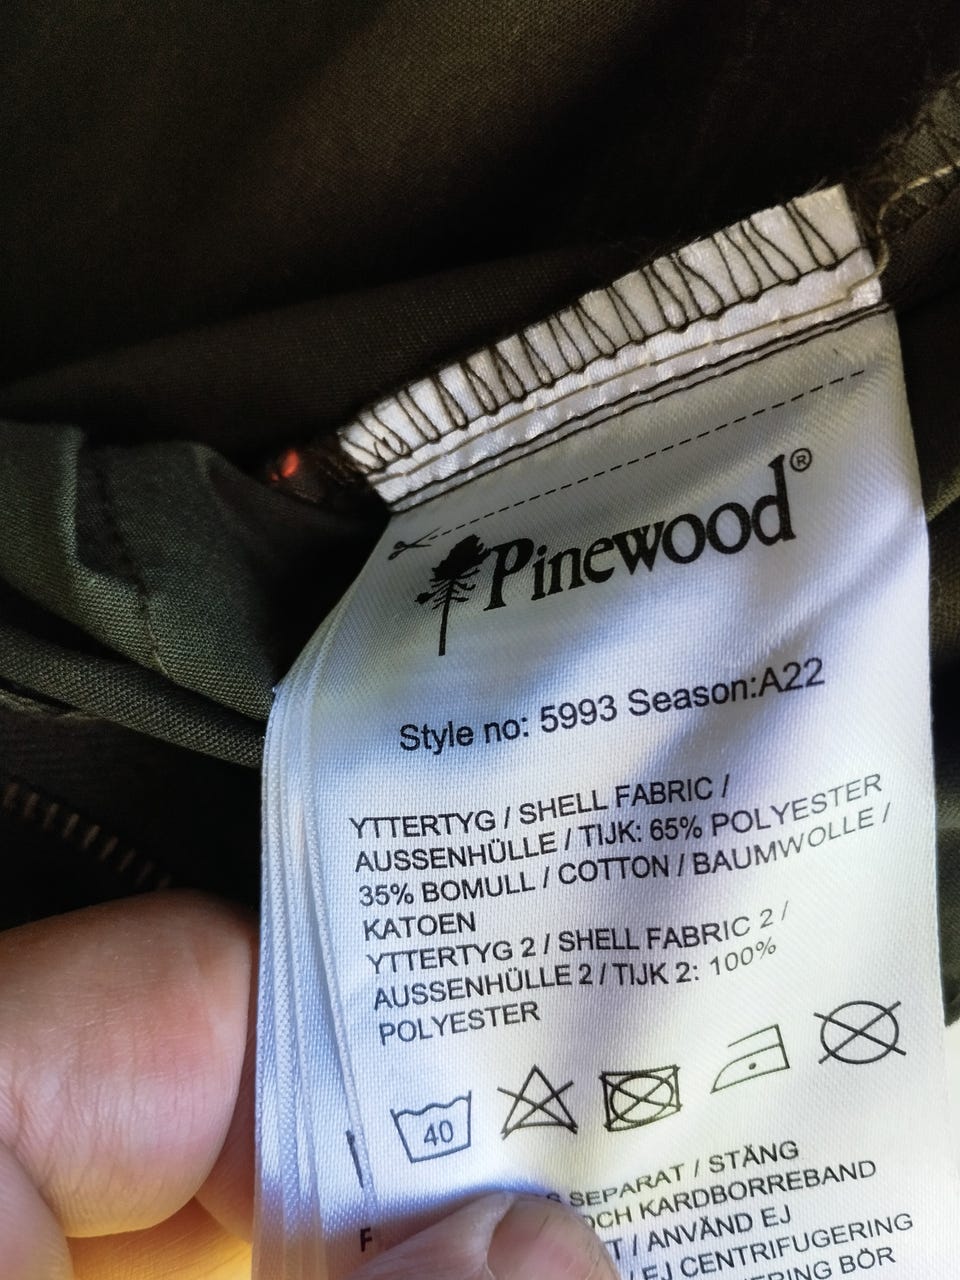 Pinewood®
Style no: 5993 Season:A22
YTTERTYG / SHELL FABRIC /
AUSSENHÜLLE / TIJK: 65% POLYESTER
35% BOMULL / COTTON / BAUMWOLLE /
KATOEN
YTTERTYG 2 / SHELL FABRIC 2 /
AUSSENHÜLLE 2 / TIJK 2: 100%
POLYESTER
40
SEPARAT / STÄNG
OCH KARDBORREBAND
/ ANVÄND EJ
/ EJ CENTRIFUGERING
BÖR